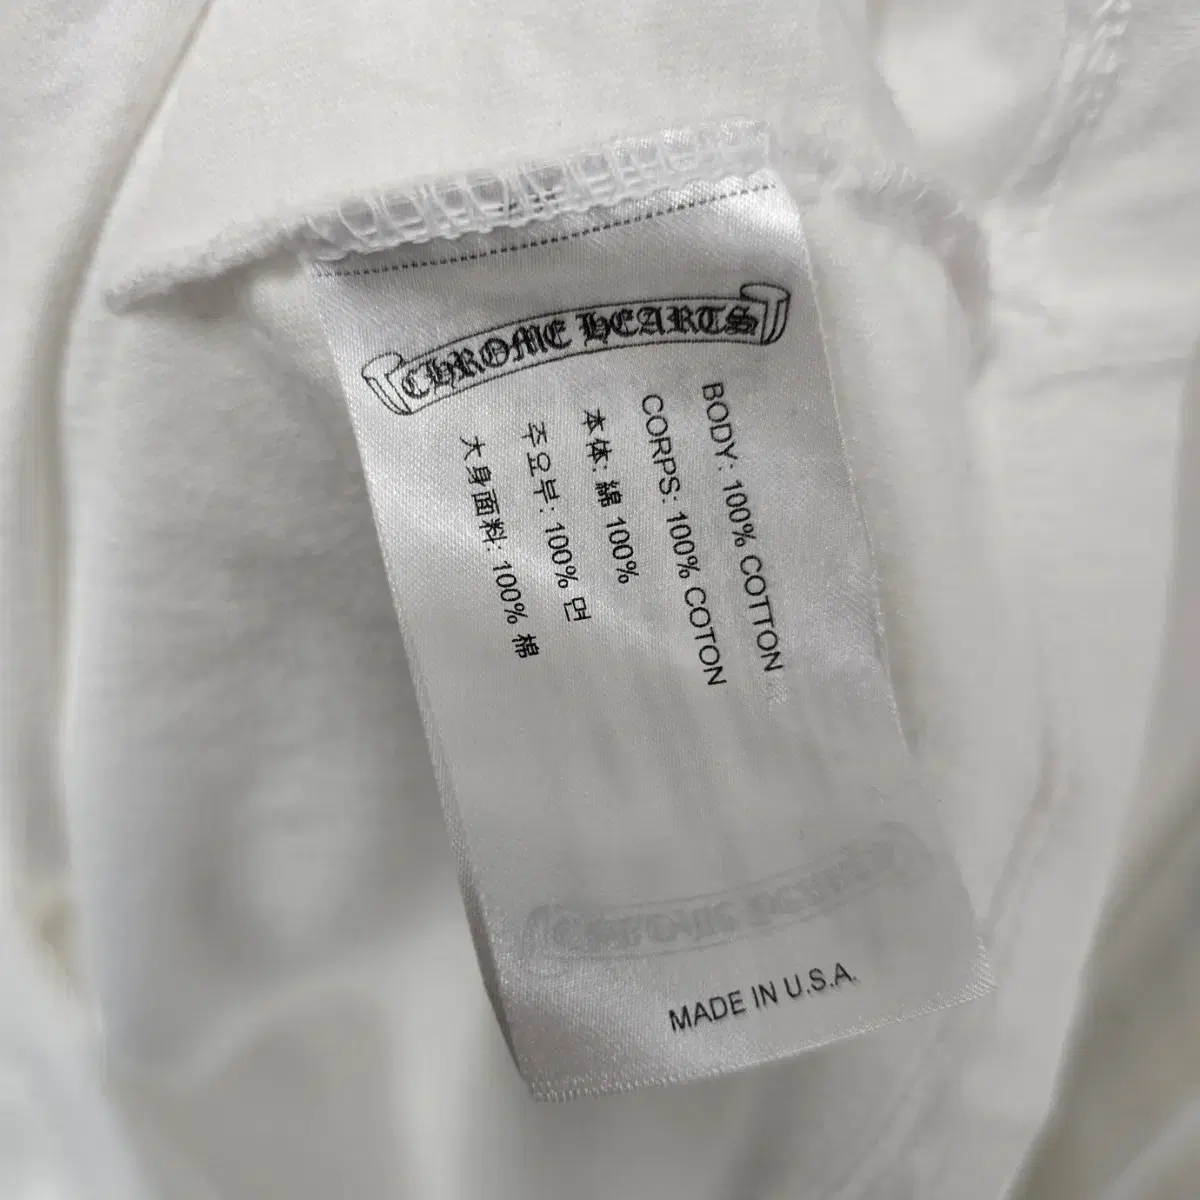 CHROME HEARTS
BODY: 100% COTTON
CORPS: 100% COTON
本体: 綿 100%
주요부: 100% 면
大身面料: 100% 棉
MADE IN U.S.A.